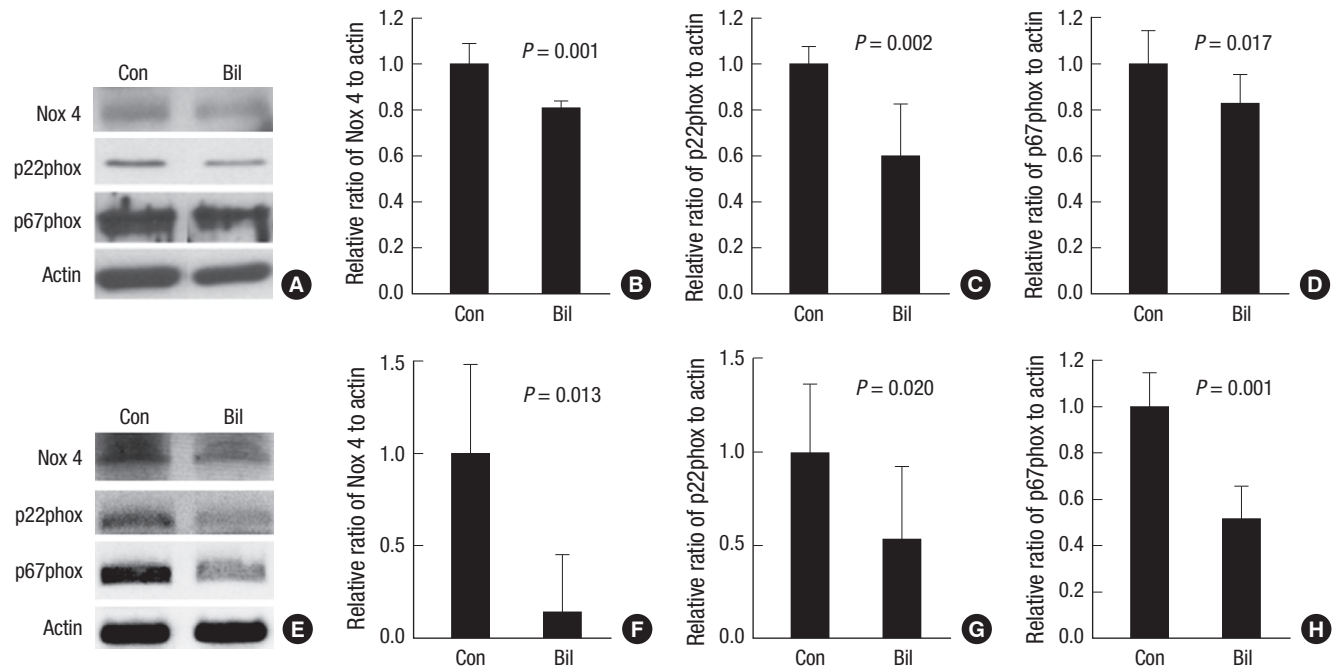 Con Bil
Nox 4
p22phox
p67phox
Actin
A
Relative ratio of Nox 4 to actin
1.2
1.0
0.8
0.6
0.4
0.2
0.0
P = 0.001
Con Bil
B
Relative ratio of p22phox to actin
1.2
1.0
0.8
0.6
0.4
0.2
0.0
P = 0.002
Con Bil
C
Relative ratio of p67phox to actin
1.2
1.0
0.8
0.6
0.4
0.2
0.0
P = 0.017
Con Bil
D
Con Bil
Nox 4
p22phox
p67phox
Actin
E
Relative ratio of Nox 4 to actin
1.5
1.0
0.5
0.0
P = 0.013
Con Bil
F
Relative ratio of p22phox to actin
1.5
1.0
0.5
0.0
P = 0.020
Con Bil
G
Relative ratio of p67phox to actin
1.2
1.0
0.8
0.6
0.4
0.2
0.0
P = 0.001
Con Bil
H